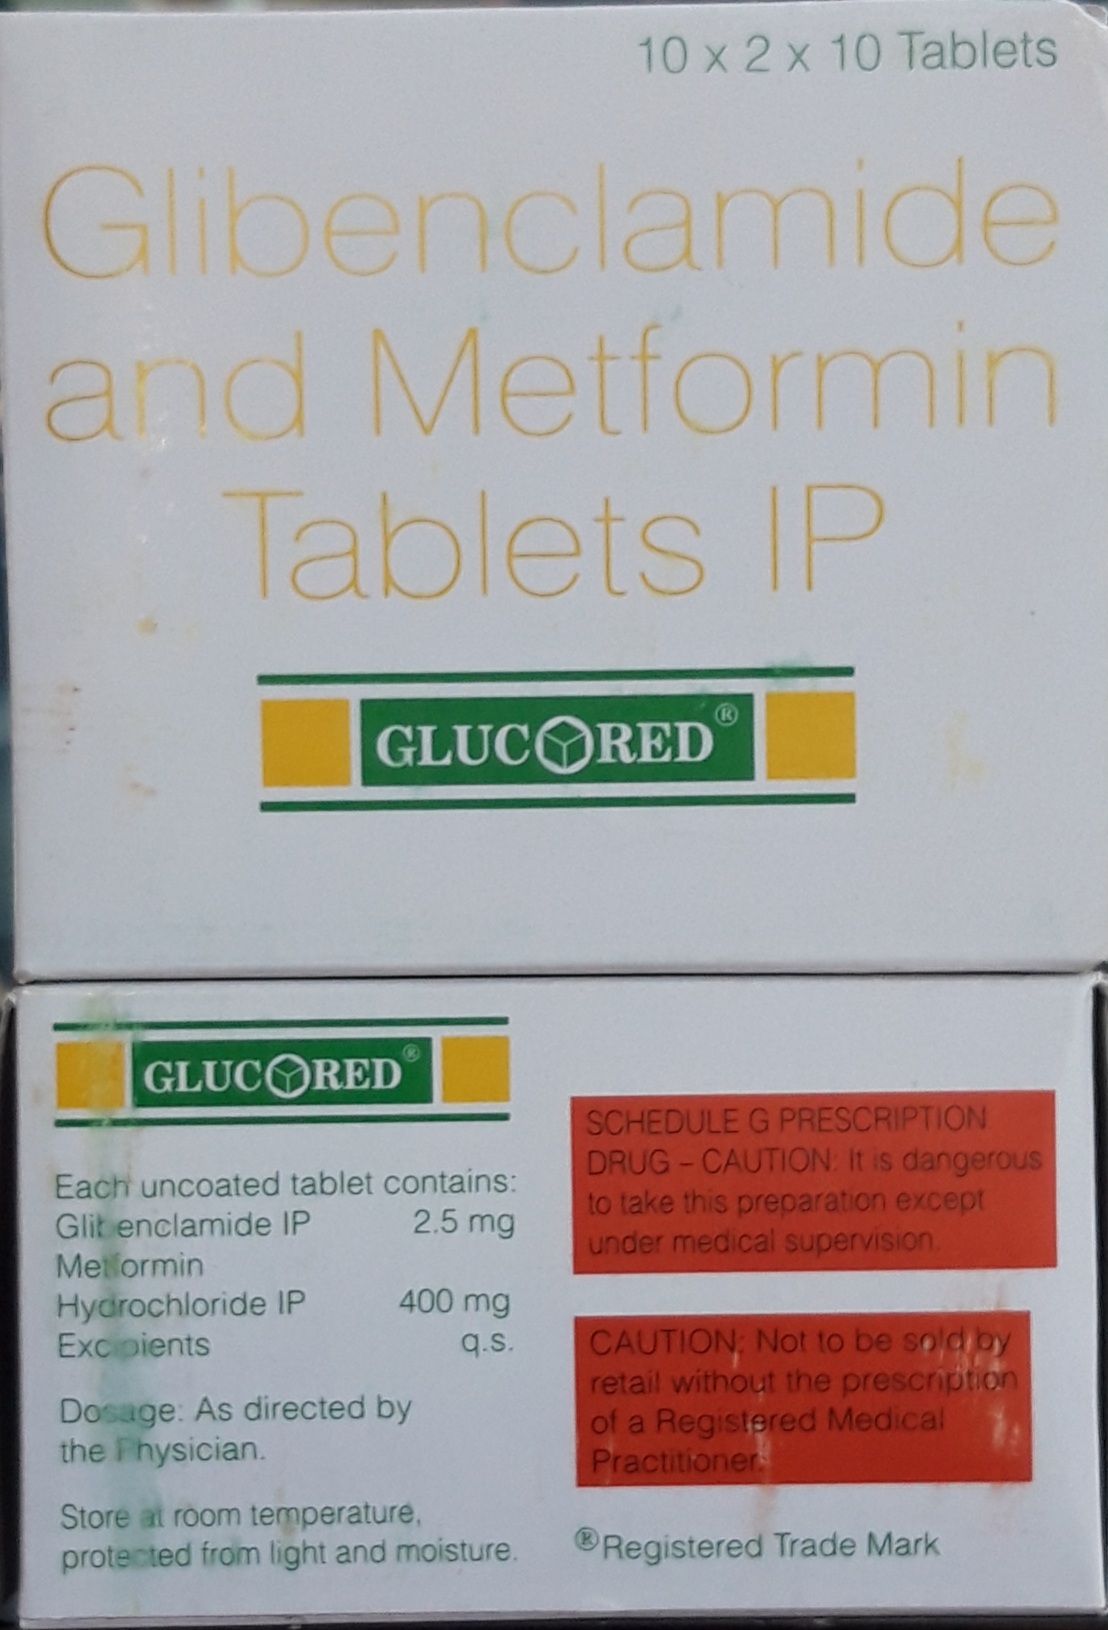 10 x 2 x 10 Tablets
Glibenclamide
and Metformin
Tablets IP
GLUCORED®
GLUCORED®
Each uncoated tablet contains:
Glibenclamide IP 2.5 mg
Metformin
Hydrochloride IP 400 mg
Excipients q.s.
Dosage: As directed by
the Physician.
Store at room temperature,
protected from light and moisture.
SCHEDULE G PRESCRIPTION
DRUG – CAUTION: It is dangerous
to take this preparation except
under medical supervision.
CAUTION: Not to be sold by
retail without the prescription
of a Registered Medical
Practitioner.
®Registered Trade Mark